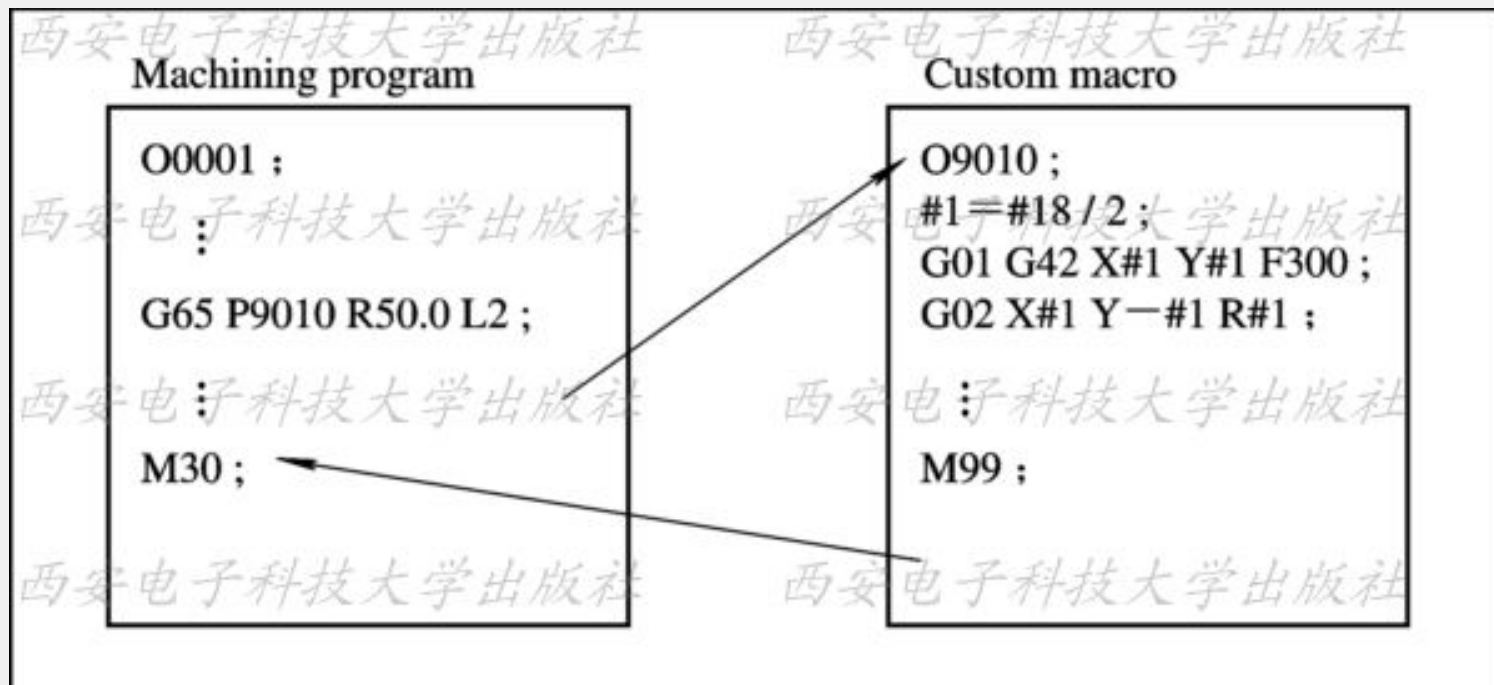 西安电子科技大学出版社 西安电子科技大学出版社
Machining program
O0001 ;
⋮
G65 P9010 R50.0 L2 ;
⋮
M30 ;
Custom macro
O9010 ;
#1=#18 / 2 ;
G01 G42 X#1 Y#1 F300 ;
G02 X#1 Y−#1 R#1 ;
⋮
M99 ;
西安电子科技大学出版社 西安电子科技大学出版社
西安电子科技大学出版社 西安电子科技大学出版社
西安电子科技大学出版社 西安电子科技大学出版社